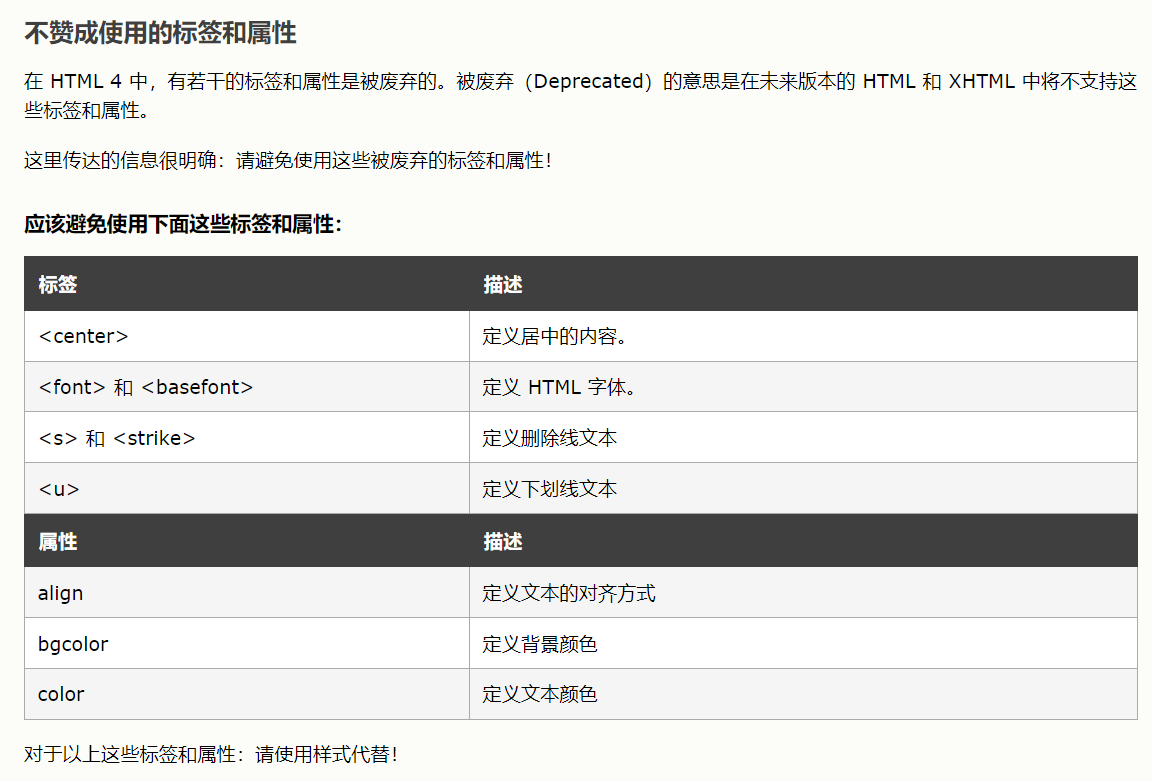 不赞成使用的标签和属性
在 HTML 4 中，有若干的标签和属性是被废弃的。被废弃（Deprecated）的意思是在未来版本的 HTML 和 XHTML 中将不支持这
些标签和属性。
这里传达的信息很明确：请避免使用这些被废弃的标签和属性！
应该避免使用下面这些标签和属性：
标签 描述
<center> 定义居中的内容。
<font> 和 <basefont> 定义 HTML 字体。
<s> 和 <strike> 定义删除线文本
<u> 定义下划线文本
属性 描述
align 定义文本的对齐方式
bgcolor 定义背景颜色
color 定义文本颜色
对于以上这些标签和属性：请使用样式代替！